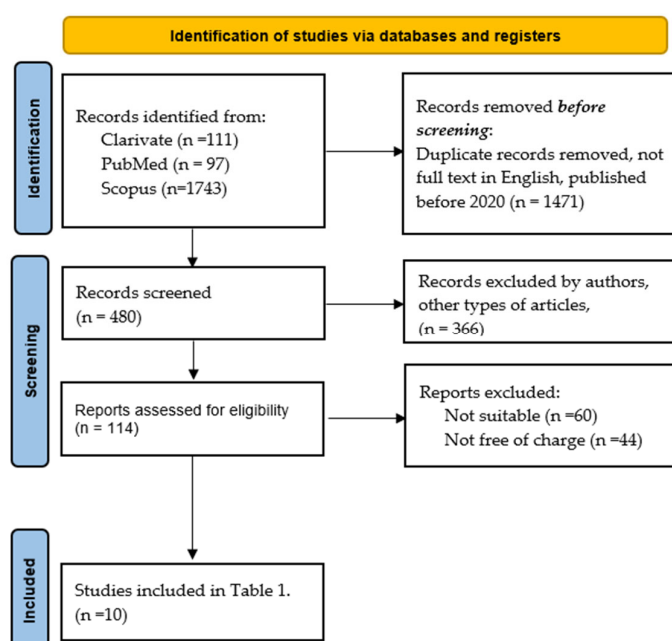 Identification of studies via databases and registers
Identification
Records identified from:
Clarivate (n =111)
PubMed (n = 97)
Scopus (n=1743)
Records removed before
screening:
Duplicate records removed, not
full text in English, published
before 2020 (n = 1471)
Screening
Records screened
(n = 480)
Records excluded by authors,
other types of articles,
(n = 366)
Reports assessed for eligibility
(n = 114)
Reports excluded:
Not suitable (n =60)
Not free of charge (n =44)
Included
Studies included in Table 1.
(n =10)